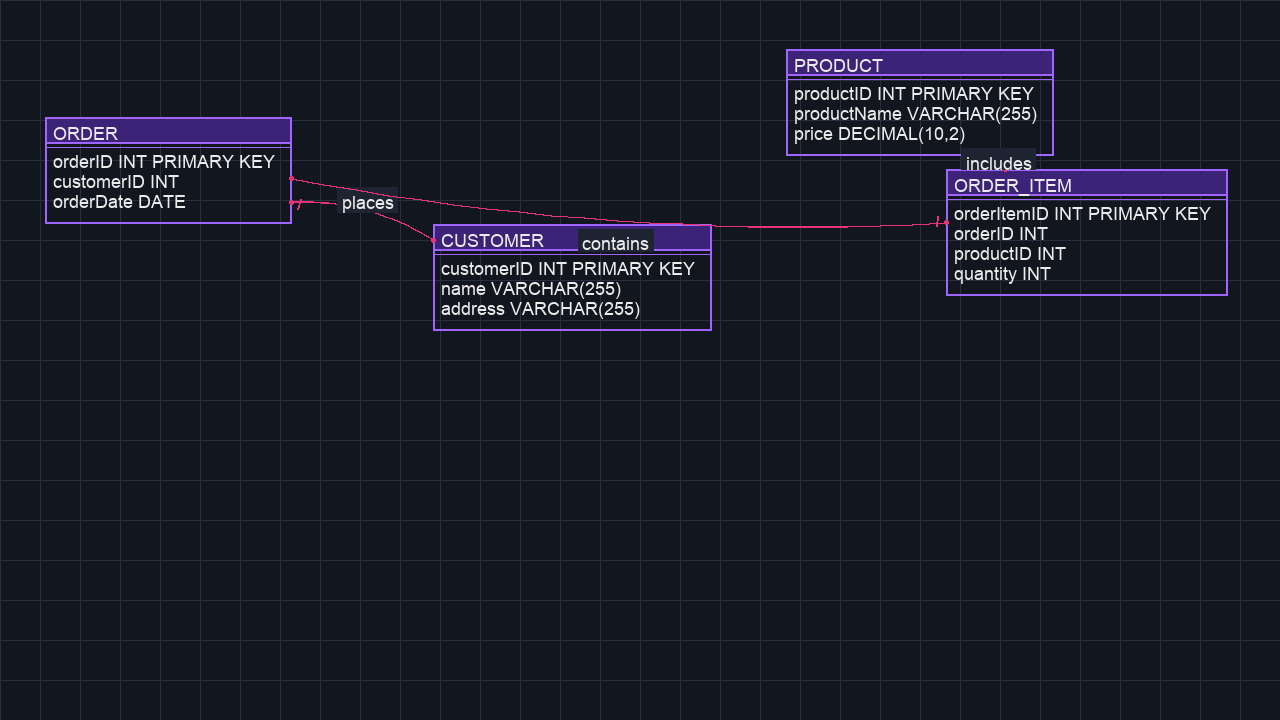 PRODUCT
productID INT PRIMARY KEY
productName VARCHAR(255)
price DECIMAL(10,2)
ORDER
orderID INT PRIMARY KEY
customerID INT
orderDate DATE
includes
ORDER_ITEM
orderItemID INT PRIMARY KEY
orderID INT
productID INT
quantity INT
places
CUSTOMER
contains
customerID INT PRIMARY KEY
name VARCHAR(255)
address VARCHAR(255)